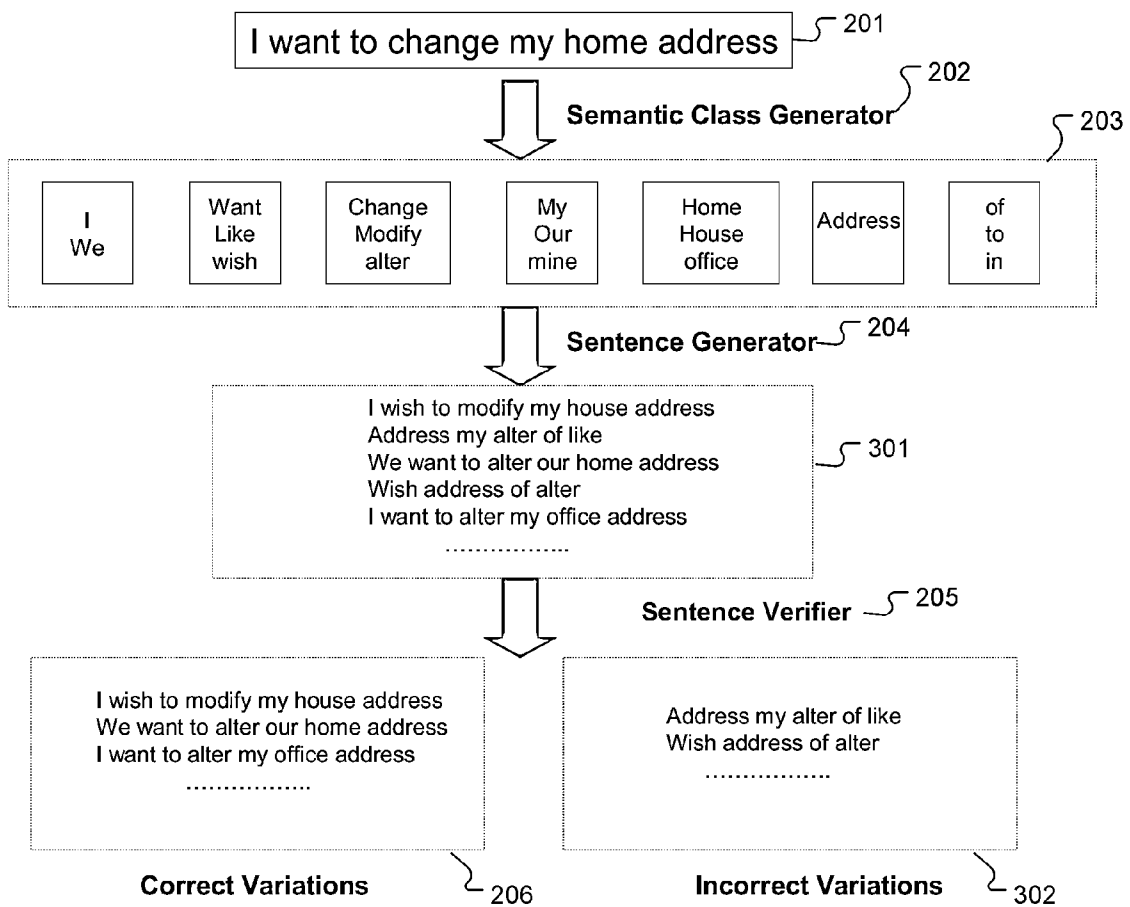 I want to change my home address
201
202
Semantic Class Generator
203
I
We
Want
Like
wish
Change
Modify
alter
My
Our
mine
Home
House
office
Address
of
to
in
Sentence Generator
204
I wish to modify my house address
Address my alter of like
We want to alter our home address
Wish address of alter
I want to alter my office address
.................
301
Sentence Verifier
205
I wish to modify my house address
We want to alter our home address
I want to alter my office address
.................
Address my alter of like
Wish address of alter
.................
Correct Variations
206
Incorrect Variations
302